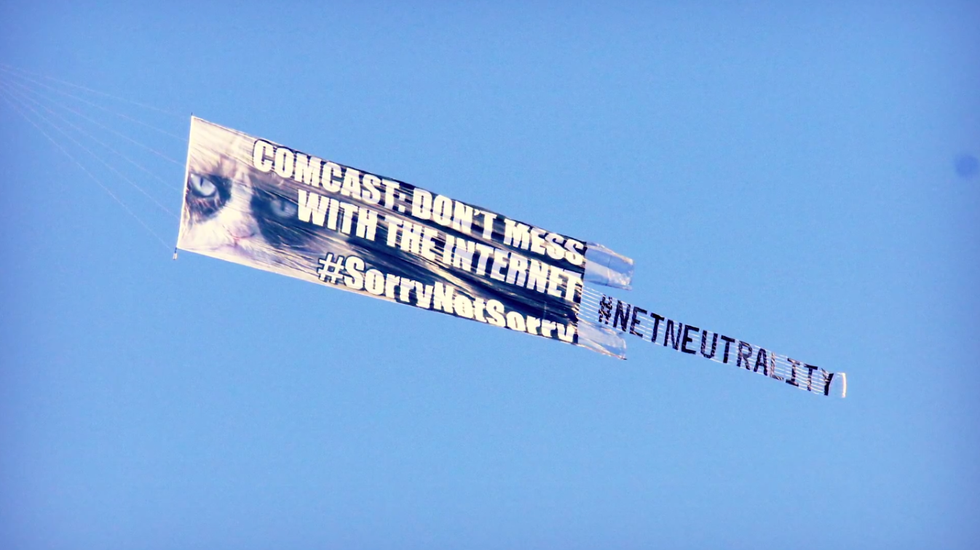 COMCAST: DON'T MESS
WITH THE INTERNET
#SorryNotSorry
#NETNEUTRALITY